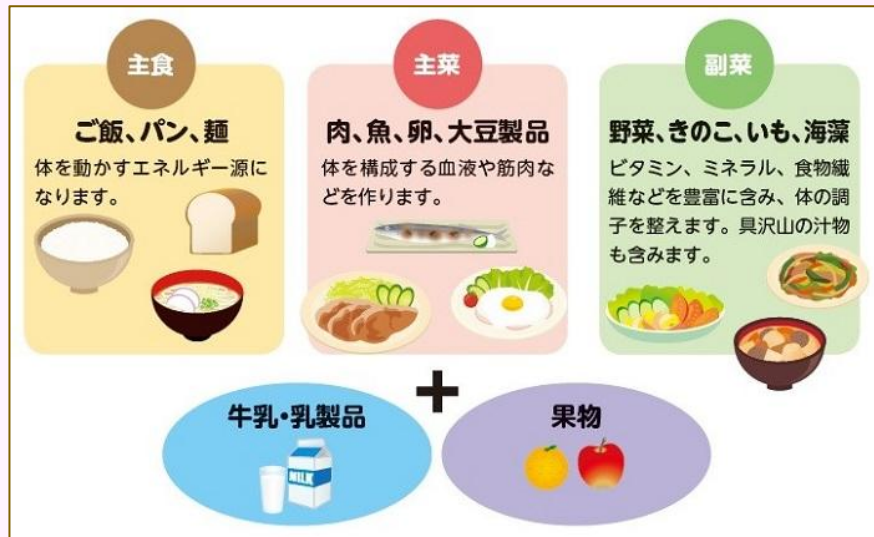 主食
ご飯、パン、麺
体を動かすエネルギー源に
なります。
主菜
肉、魚、卵、大豆製品
体を構成する血液や筋肉な
どを作ります。
副菜
野菜、きのこ、いも、海藻
ビタミン、ミネラル、食物繊
維などを豊富に含み、体の調
子を整えます。具沢山の汁物
も含みます。
+
牛乳・乳製品
MILK
果物